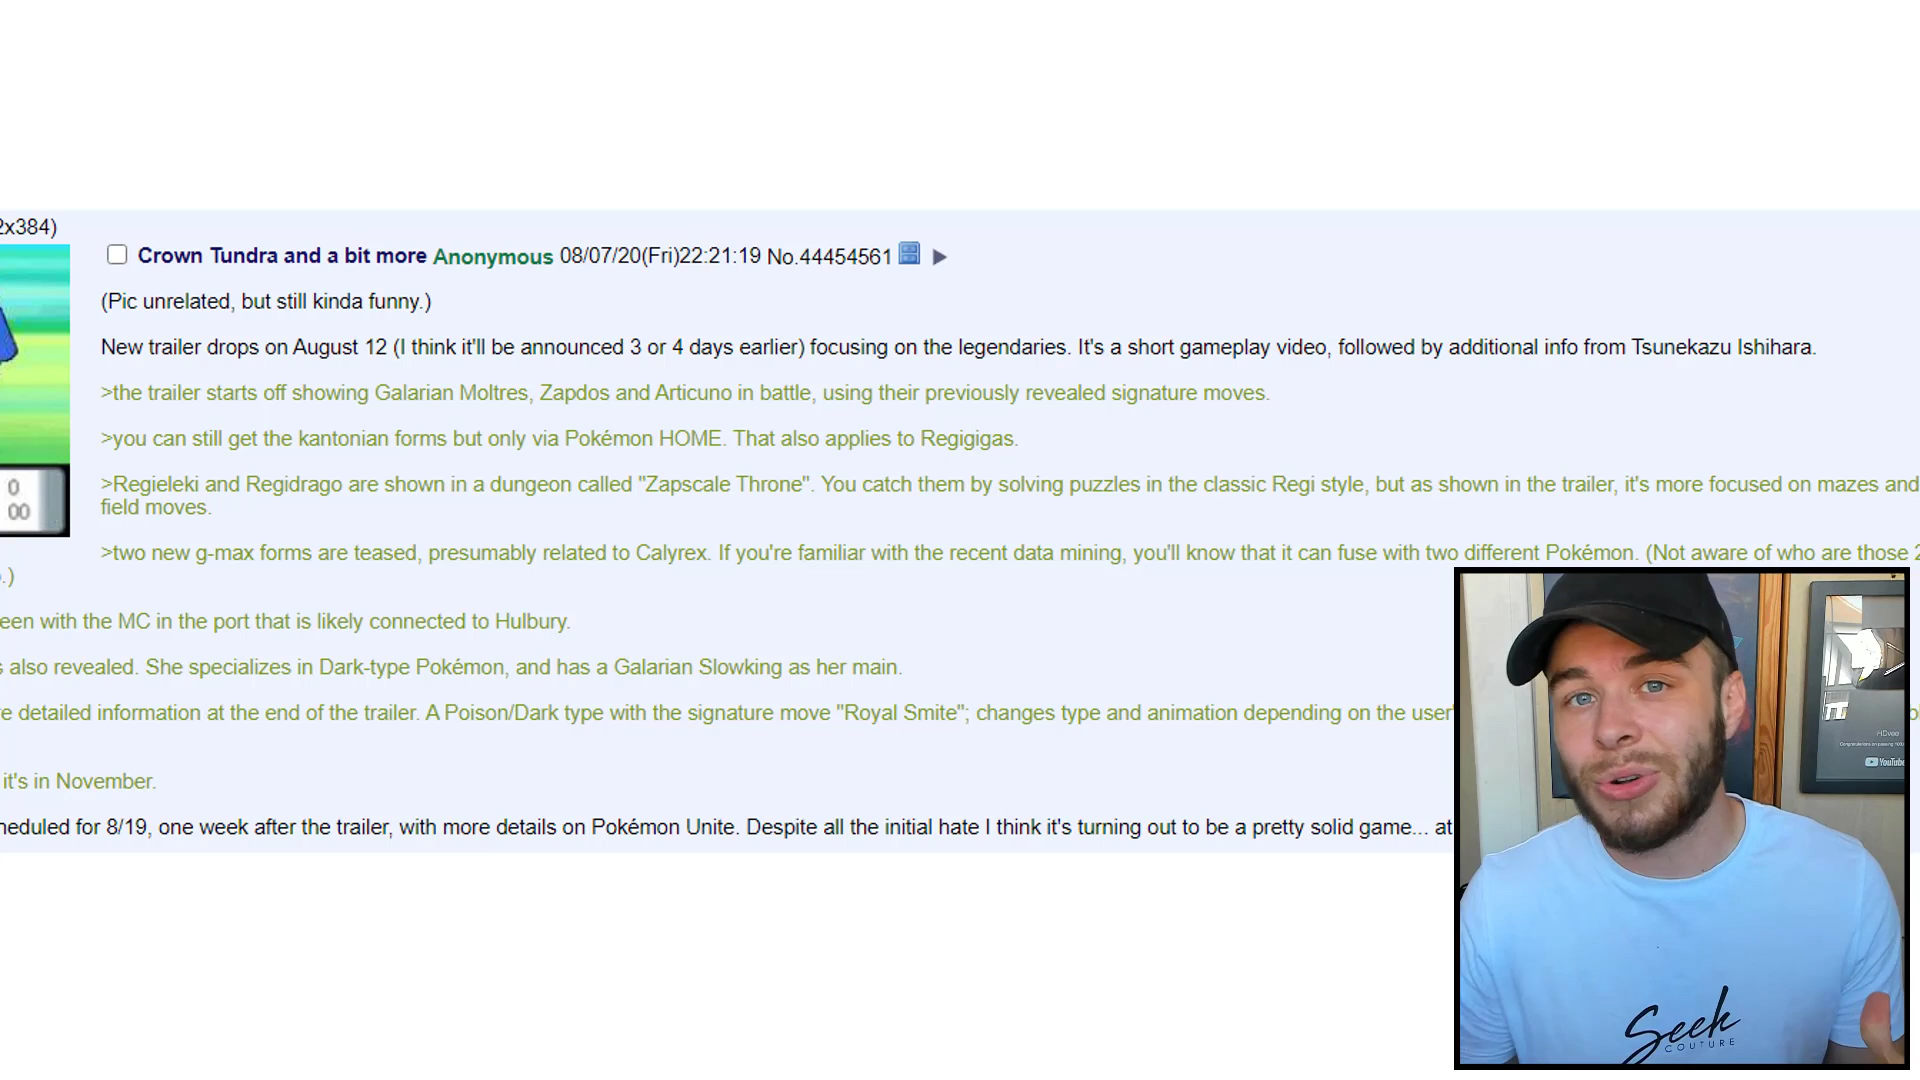 2x384)
Crown Tundra and a bit more Anonymous 08/07/20(Fri)22:21:19 No.44454561
(Pic unrelated, but still kinda funny.)
New trailer drops on August 12 (I think it'll be announced 3 or 4 days earlier) focusing on the legendaries. It's a short gameplay video, followed by additional info from Tsunekazu Ishihara.
>the trailer starts off showing Galarian Moltres, Zapdos and Articuno in battle, using their previously revealed signature moves.
>you can still get the kantonian forms but only via Pokémon HOME. That also applies to Regigigas.
>Regieleki and Regidrago are shown in a dungeon called "Zapscale Throne". You catch them by solving puzzles in the classic Regi style, but as shown in the trailer, it's more focused on mazes and
0
00
field moves.
>two new g-max forms are teased, presumably related to Calyrex. If you're familiar with the recent data mining, you'll know that it can fuse with two different Pokémon. (Not aware of who are those 2
.)
een with the MC in the port that is likely connected to Hulbury.
s also revealed. She specializes in Dark-type Pokémon, and has a Galarian Slowking as her main.
e detailed information at the end of the trailer. A Poison/Dark type with the signature move "Royal Smite"; changes type and animation depending on the user'
it's in November.
heduled for 8/19, one week after the trailer, with more details on Pokémon Unite. Despite all the initial hate I think it's turning out to be a pretty solid game... at
HDvee
YouTube
Seek
COUTURE